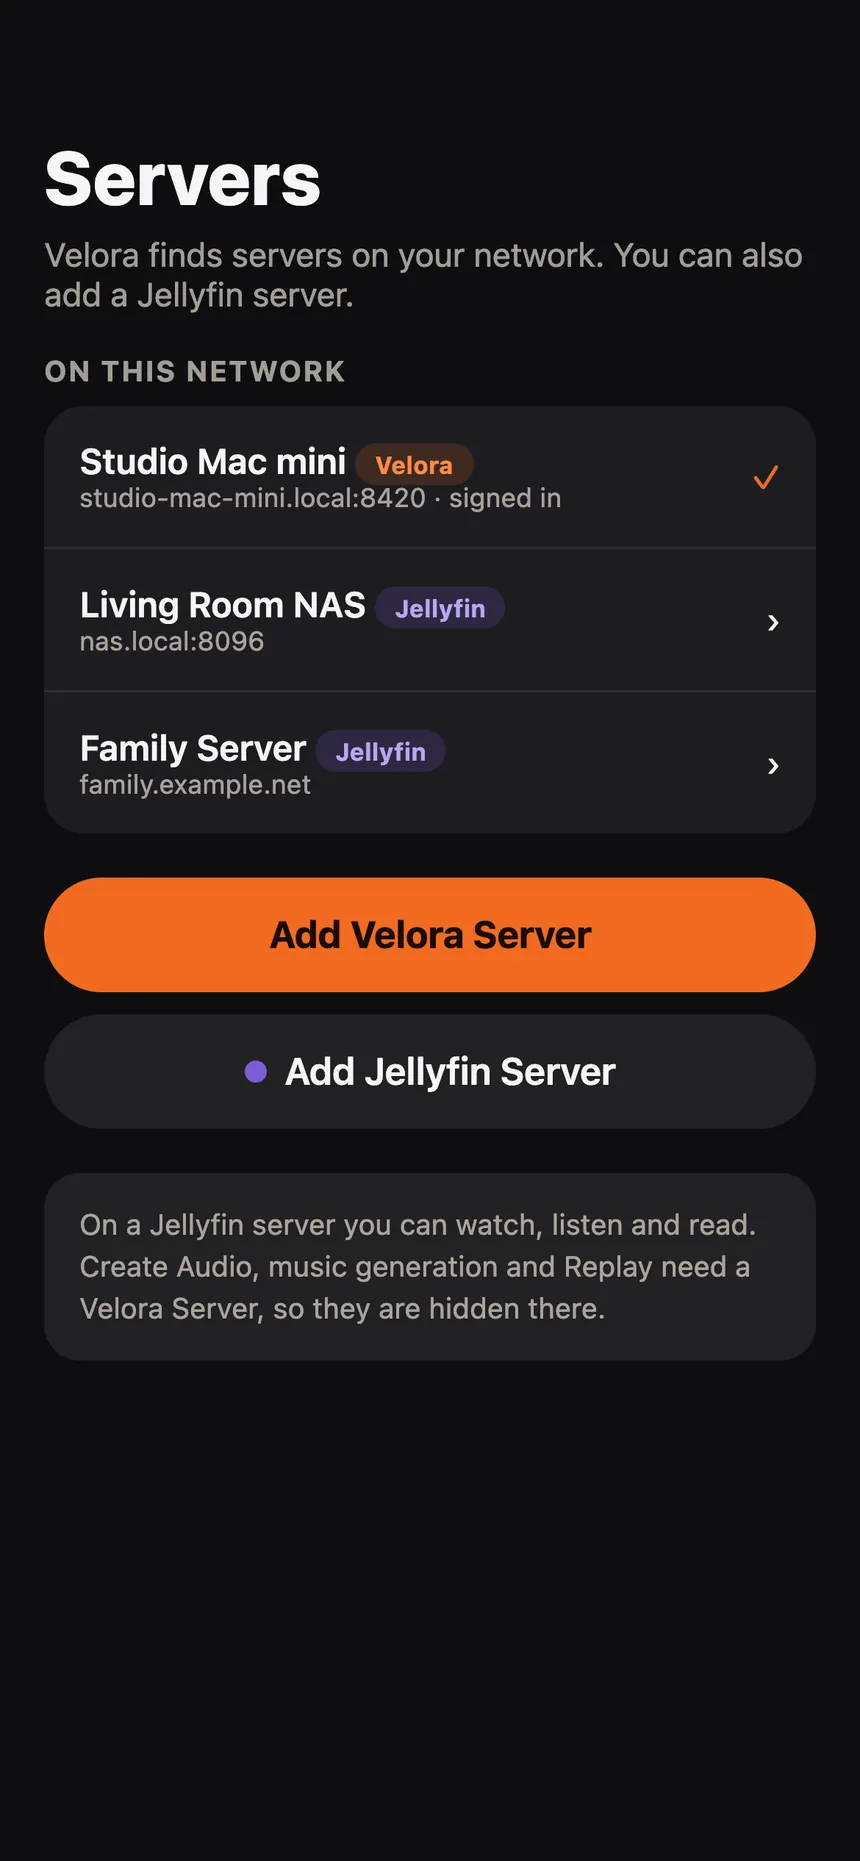 Servers
Velora finds servers on your network. You can also
add a Jellyfin server.
ON THIS NETWORK
Studio Mac mini Velora
studio-mac-mini.local:8420 · signed in
Living Room NAS Jellyfin
nas.local:8096
Family Server Jellyfin
family.example.net
Add Velora Server
Add Jellyfin Server
On a Jellyfin server you can watch, listen and read.
Create Audio, music generation and Replay need a
Velora Server, so they are hidden there.